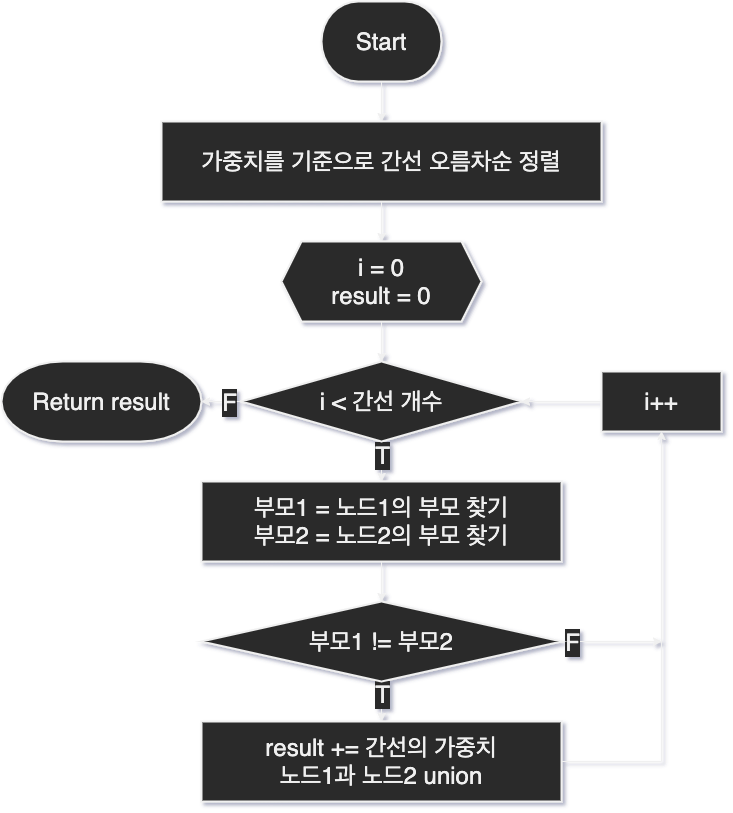 Start
가중치를 기준으로 간선 오름차순 정렬
i = 0
result = 0
Return result
F
i < 간선 개수
i++
T
부모1 = 노드1의 부모 찾기
부모2 = 노드2의 부모 찾기
부모1 != 부모2
F
T
result += 간선의 가중치
노드1과 노드2 union